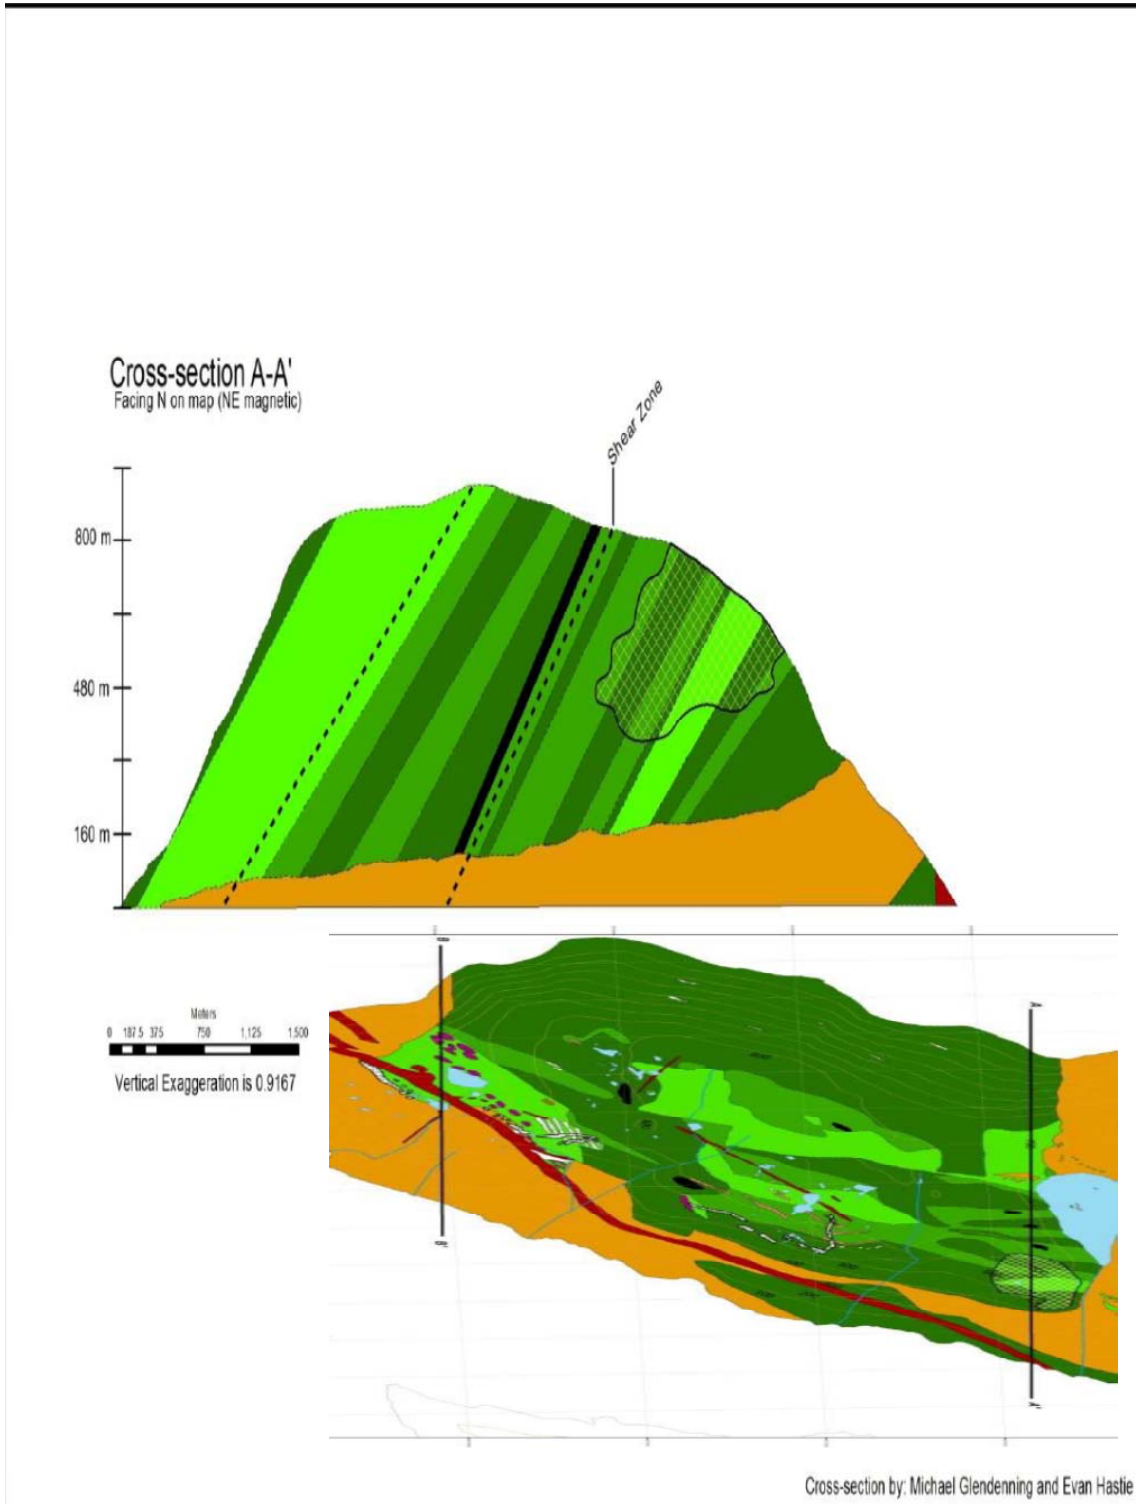 Cross-section A-A'
Facing N on map (NE magnetic)
Shear Zone
800 m
480 m
160 m
Meters
0 187.5 375 750 1,125 1,500
Vertical Exaggeration is 0.9167
B
A
B'
A'
Cross-section by: Michael Glendenning and Evan Hastie